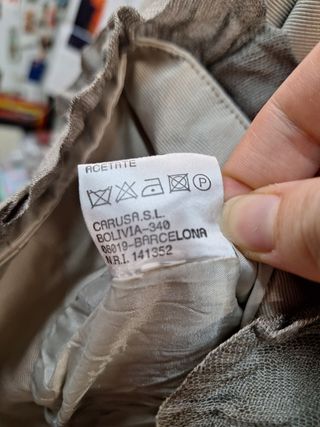 ACETATE
P
CARUSA.S.L.
BOLIVIA-340
08019-BARCELONA
N.R.I. 141352